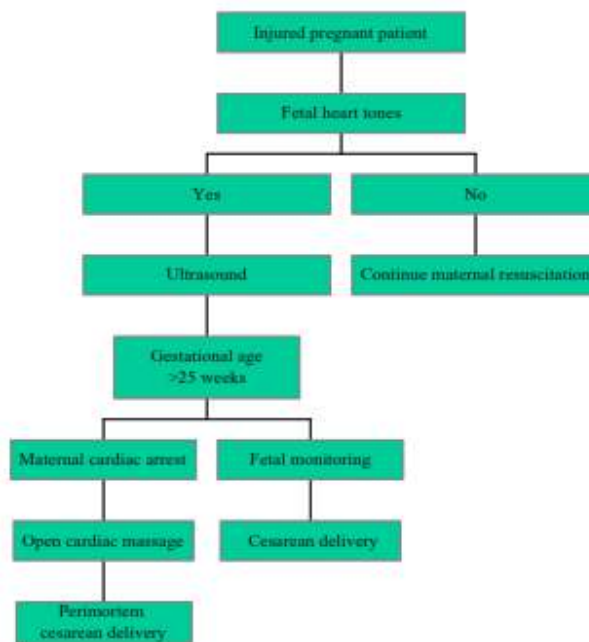 Injured pregnant patient
Fetal heart tones
Yes
No
Ultrasound
Continue maternal resuscitation
Gestational age
>25 weeks
Maternal cardiac arrest
Fetal monitoring
Open cardiac massage
Cesarean delivery
Perimortem
cesarean delivery